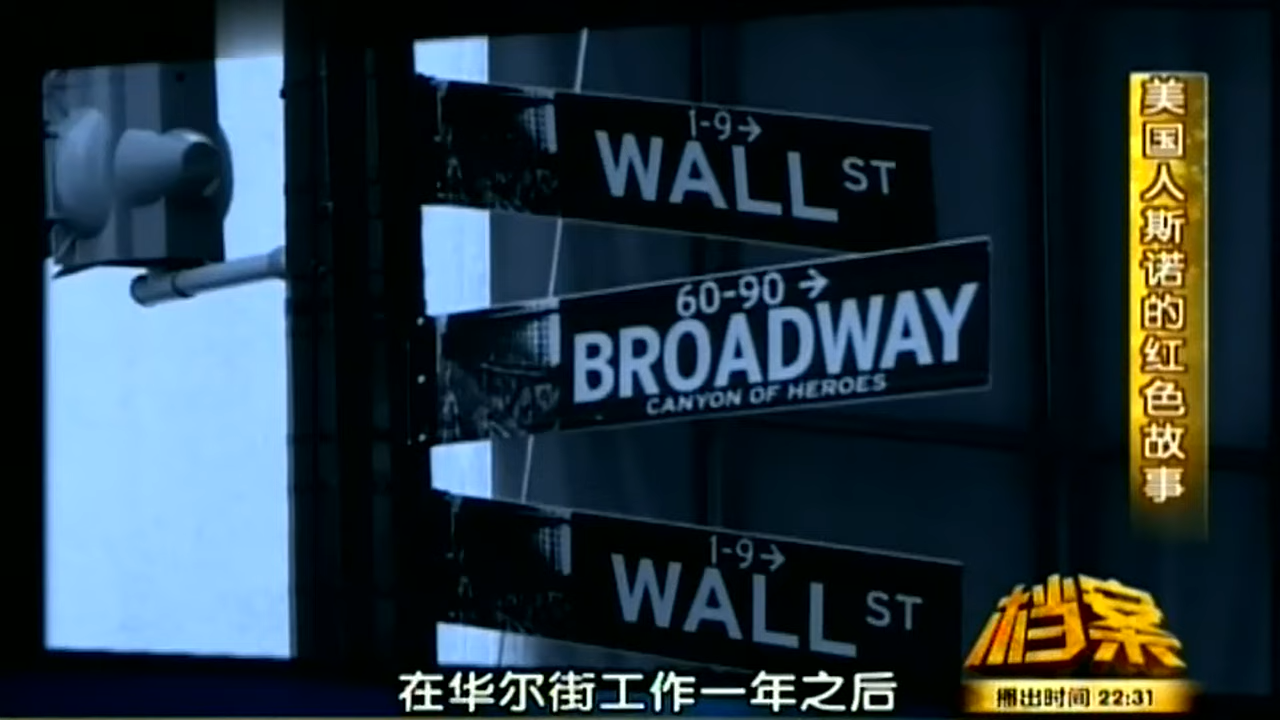 1-9→
WALL ST
60-90→
BROADWAY
CANYON OF HEROES
1-9→
WALL ST
美国人斯诺的红色故事
档案
播出时间 22:31
在华尔街工作一年之后